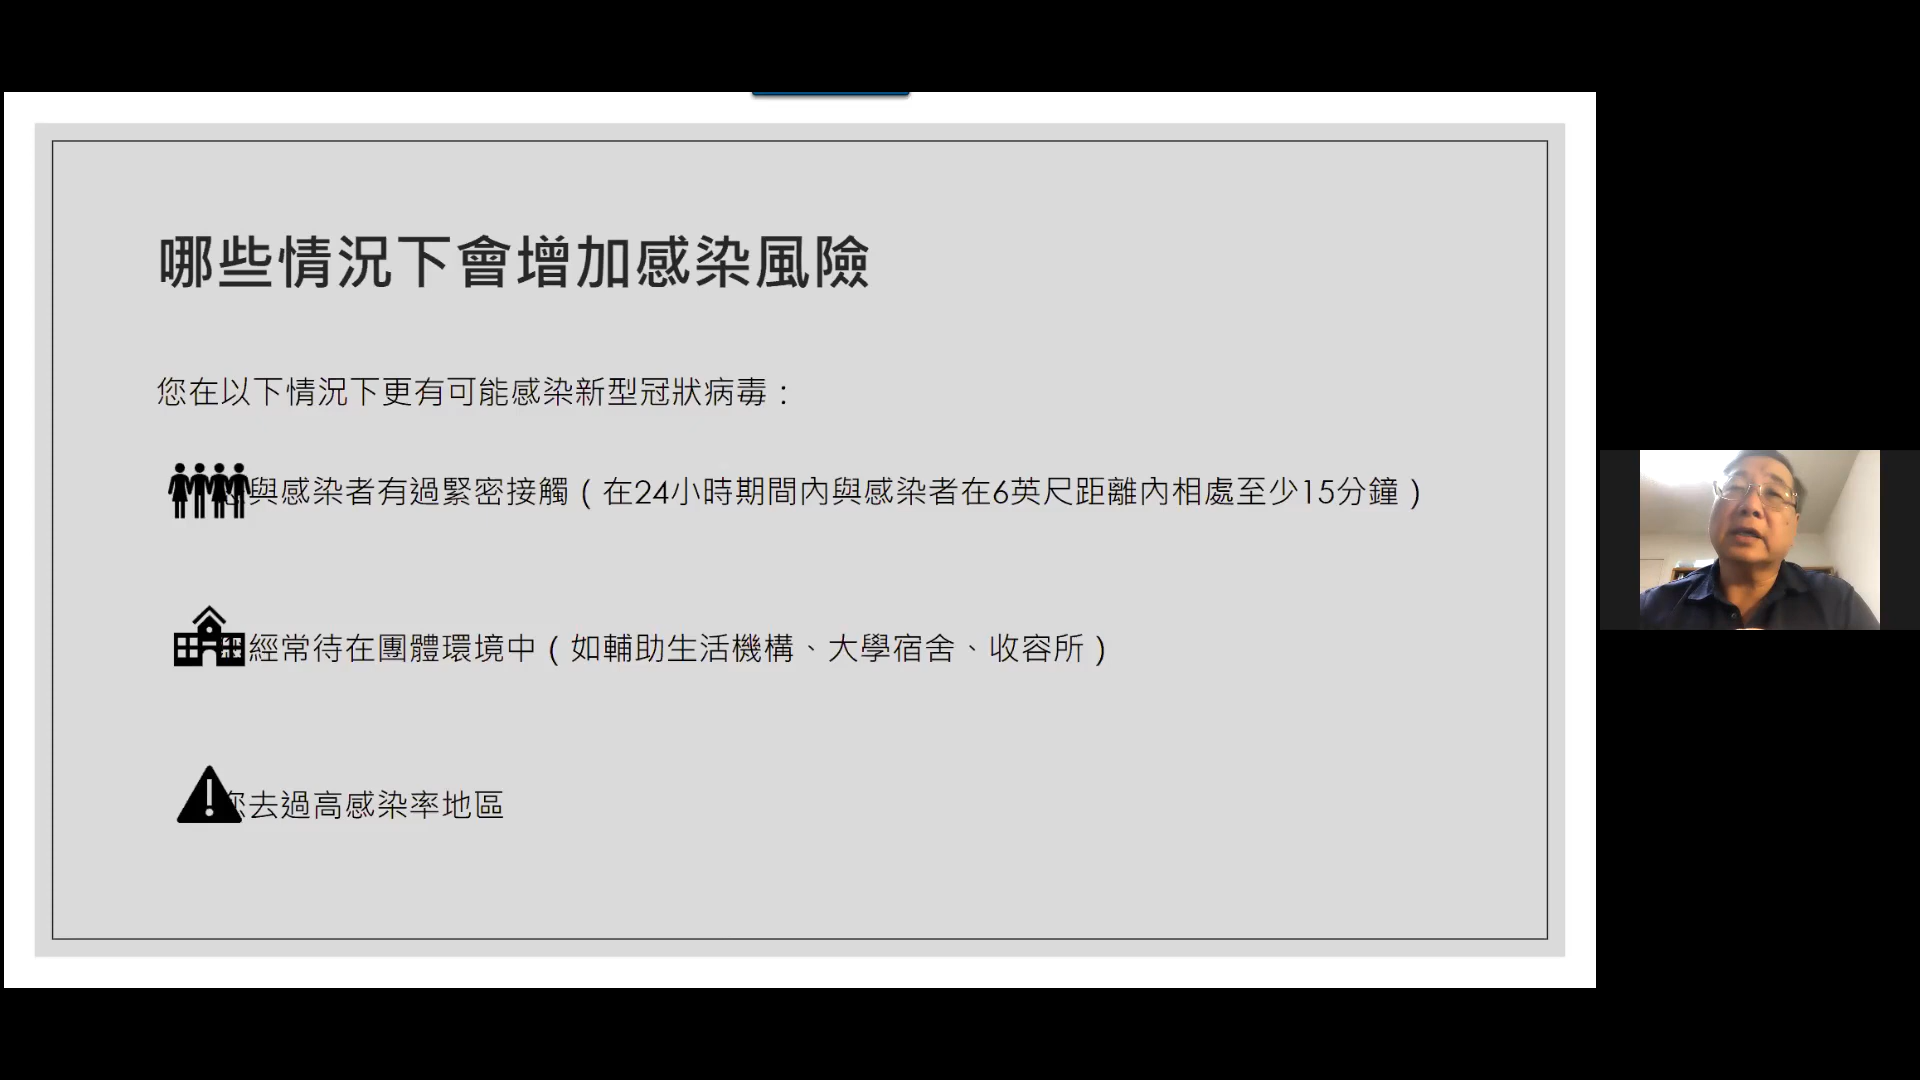 哪些情況下會增加感染風險
您在以下情況下更有可能感染新型冠狀病毒：
您與感染者有過緊密接觸（在24小時期間內與感染者在6英尺距離內相處至少15分鐘）
您經常待在團體環境中（如輔助生活機構、大學宿舍、收容所）
您去過高感染率地區